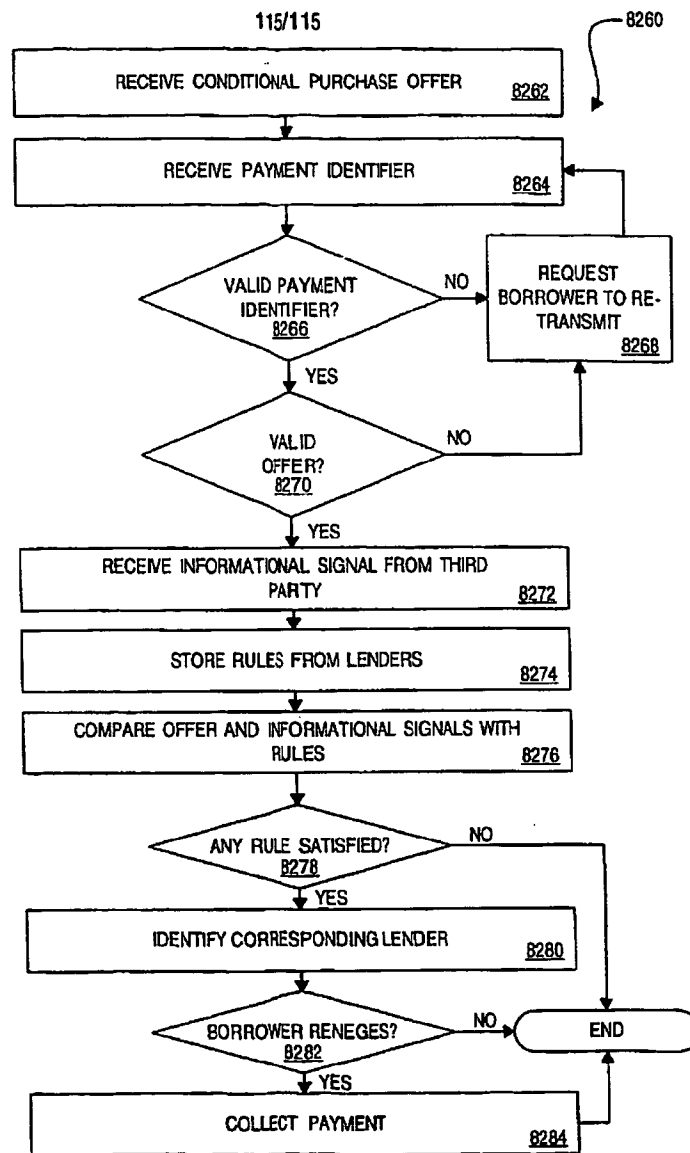 115/115
8260
RECEIVE CONDITIONAL PURCHASE OFFER
8262
RECEIVE PAYMENT IDENTIFIER
8264
VALID PAYMENT
IDENTIFIER?
8266
NO
REQUEST
BORROWER TO RE-
TRANSMIT
8268
YES
VALID
OFFER?
8270
NO
YES
RECEIVE INFORMATIONAL SIGNAL FROM THIRD
PARTY
8272
STORE RULES FROM LENDERS
8274
COMPARE OFFER AND INFORMATIONAL SIGNALS WITH
RULES
8276
ANY RULE SATISFIED?
8278
NO
YES
IDENTIFY CORRESPONDING LENDER
8280
BORROWER RENEGES?
8282
NO
END
YES
COLLECT PAYMENT
8284